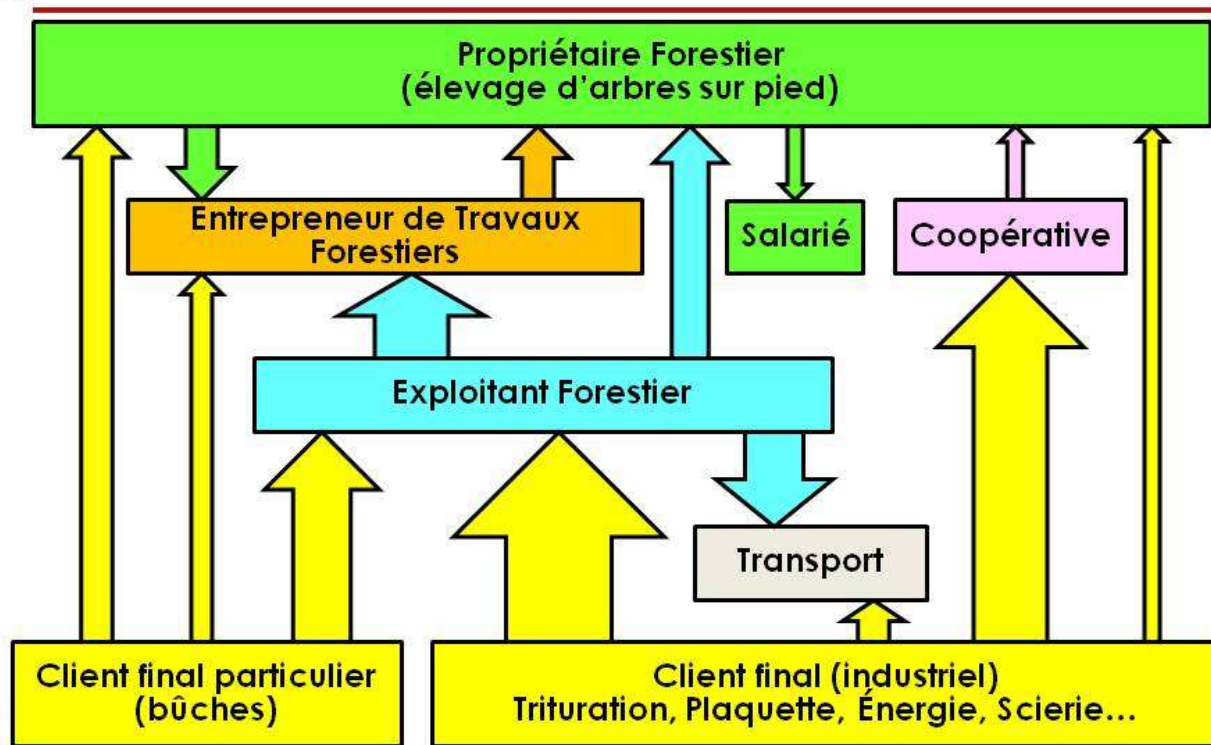 Propriétaire Forestier
(élevage d'arbres sur pied)
Entrepreneur de Travaux
Forestiers
Salarié
Coopérative
Exploitant Forestier
Transport
Client final particulier
(bûches)
Client final (industriel)
Trituration, Plaquette, Énergie, Scierie…